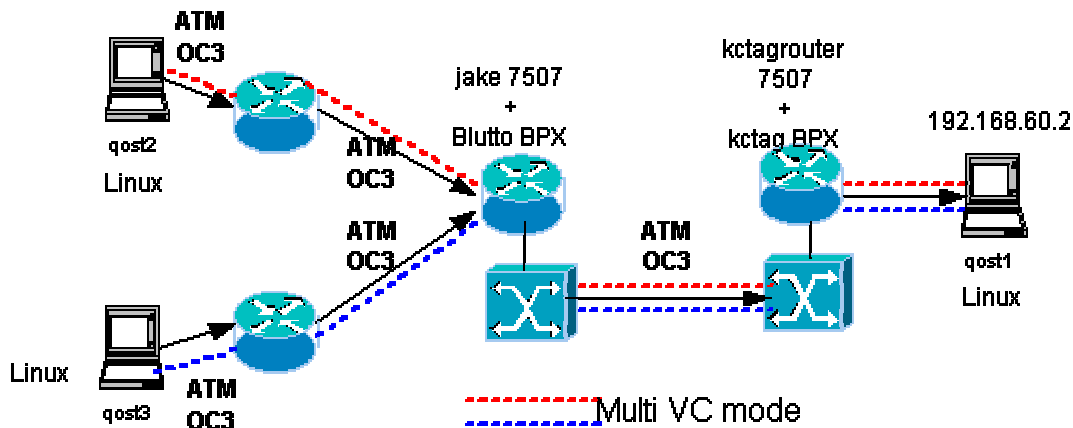 ATM
OC3
qost2
Linux
jake 7507
+
Blutto BPX
kctagrouter
7507
+
kctag BPX
192.168.60.2
ATM
OC3
ATM
OC3
ATM
OC3
qost1
Linux
Linux
qost3
ATM
OC3
Multi VC mode